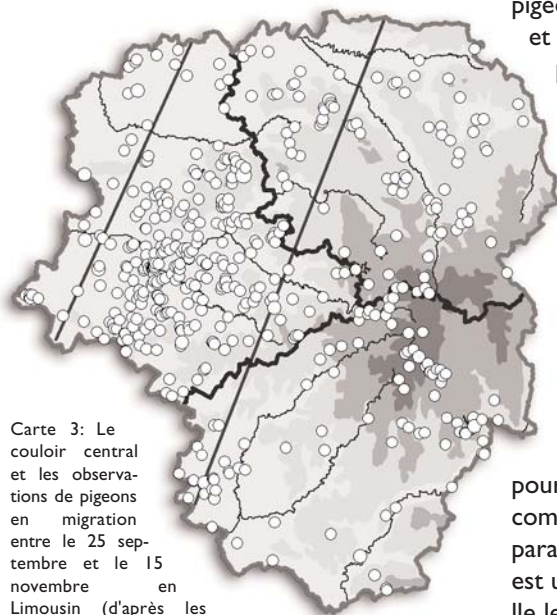 pigeo
et
Carte 3: Le
couloir central
et les observa-
tions de pigeons
en migration
entre le 25 sep-
tembre et le 15
novembre en
Limousin (d'après les
pour
com
para
est u
lle le